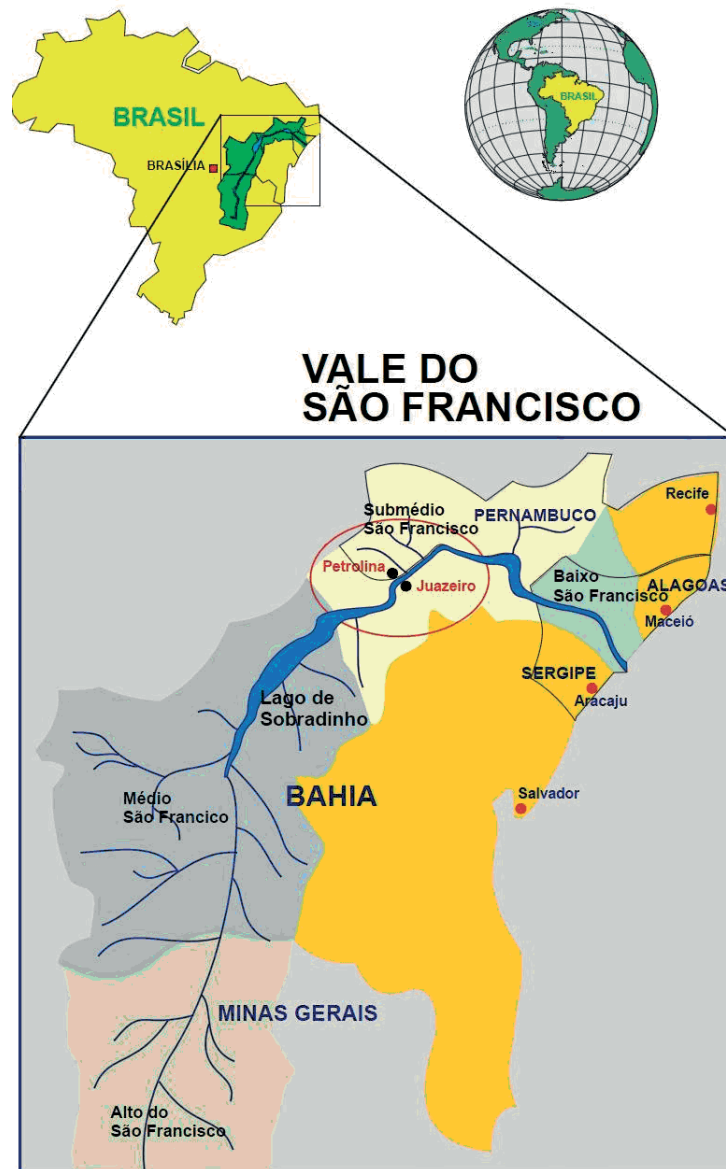 BRASIL
BRASÍLIA
BRASIL
VALE DO
SÃO FRANCISCO
Recife
Submédio
São Francisco
PERNAMBUCO
Petrolina
Juazeiro
Baixo
São Francisco
ALAGOAS
Maceió
SERGIPE
Aracaju
Lago de
Sobradinho
BAHIA
Salvador
Médio
São Francico
MINAS GERAIS
Alto do
São Francisco